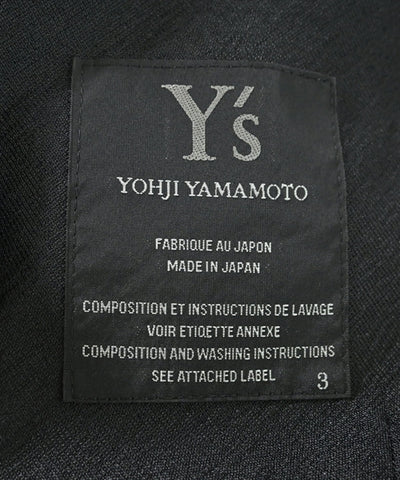 Y's
YOHJI YAMAMOTO
FABRIQUE AU JAPON
MADE IN JAPAN
COMPOSITION ET INSTRUCTIONS DE LAVAGE
VOIR ETIQETTE ANNEXE
COMPOSITION AND WASHING INSTRUCTIONS
SEE ATTACHED LABEL
3